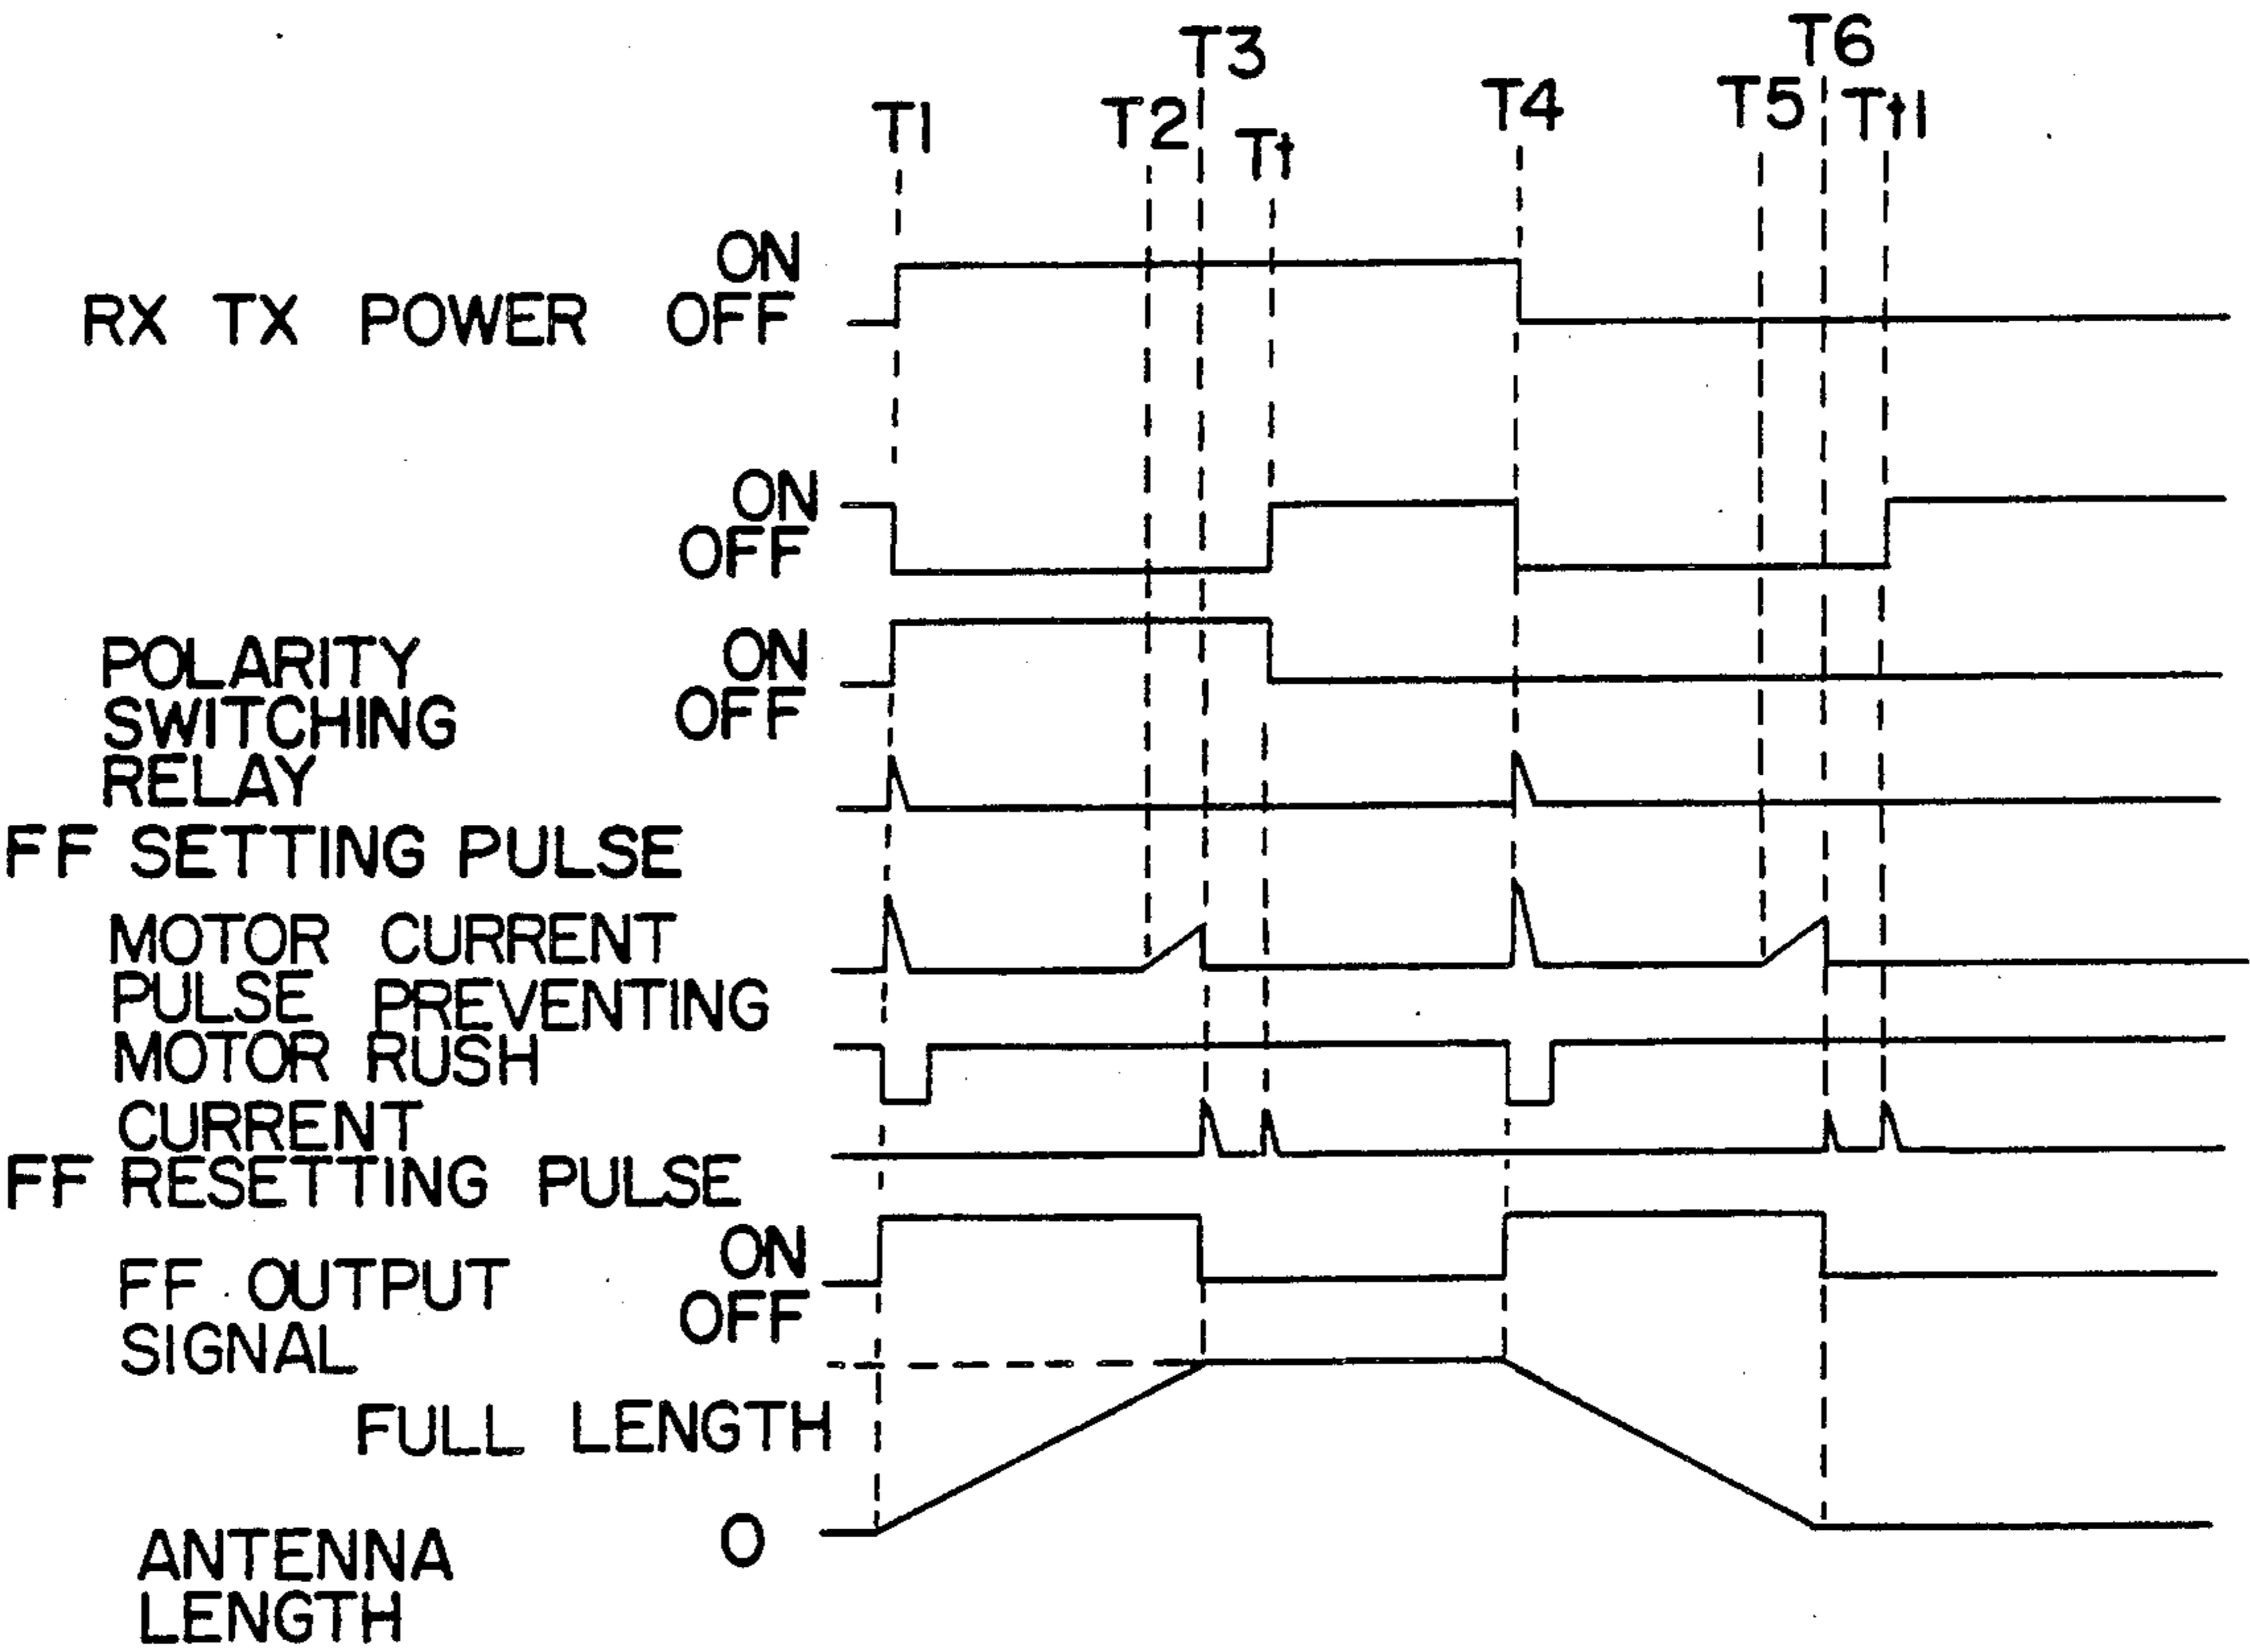 T6
T3
T5
T4
Tt1
T1
T2
Tt
ON
RX TX POWER OFF
ON
OFF
POLARITY ON
SWITCHING OFF
RELAY
FF SETTING PULSE
MOTOR CURRENT
PULSE PREVENTING
MOTOR RUSH
CURRENT
FF RESETTING PULSE
FF OUTPUT ON
SIGNAL OFF
FULL LENGTH
ANTENNA O
LENGTH